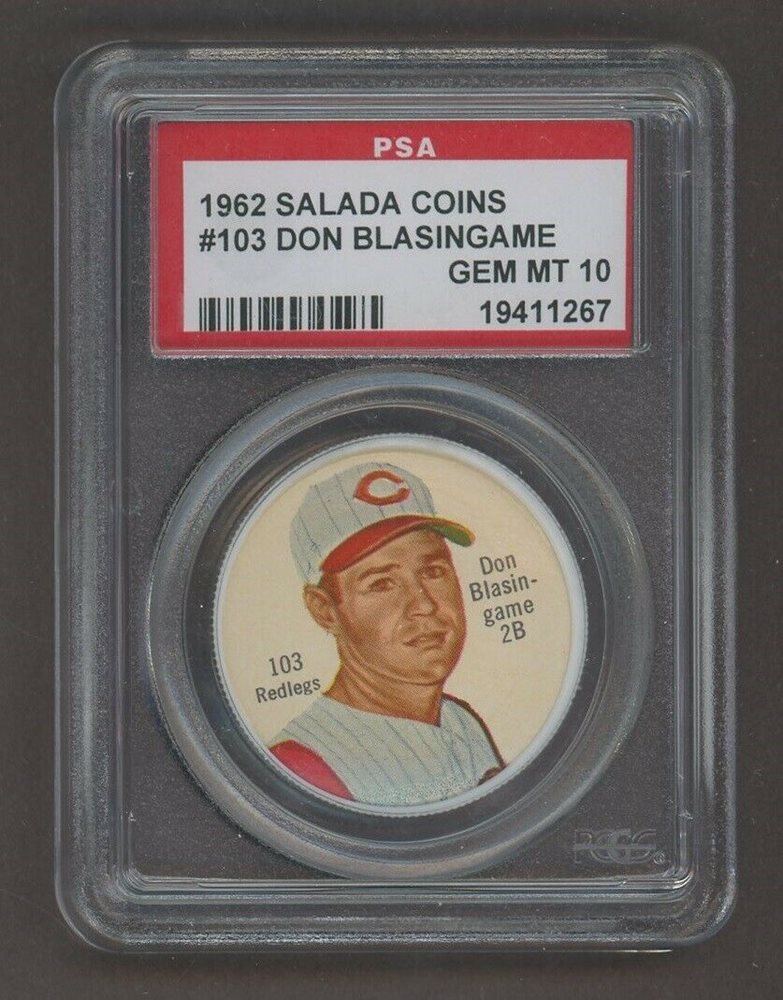 PSA
1962 SALADA COINS
#103 DON BLASINGAME
GEM MT 10
19411267
C
Don
Blasin-
game
2B
103
Redlegs
PCGS